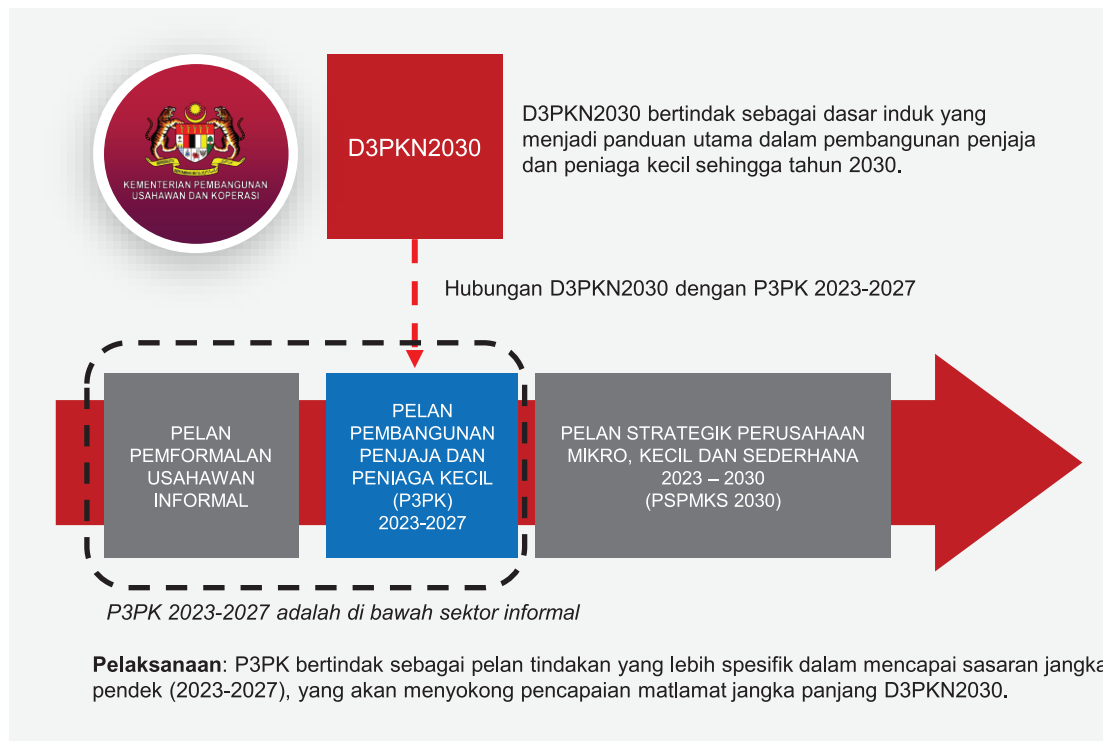 KEMENTERIAN PEMBANGUNAN
USAHAWAN DAN KOPERASI
D3PKN2030
D3PKN2030 bertindak sebagai dasar induk yang
menjadi panduan utama dalam pembangunan penjaja
dan peniaga kecil sehingga tahun 2030.
Hubungan D3PKN2030 dengan P3PK 2023-2027
PELAN
PEMFORMALAN
USAHAWAN
INFORMAL
PELAN
PEMBANGUNAN
PENJAJA DAN
PENIAGA KECIL
(P3PK)
2023-2027
PELAN STRATEGIK PERUSAHAAN
MIKRO, KECIL DAN SEDERHANA
2023 – 2030
(PSPMKS 2030)
P3PK 2023-2027 adalah di bawah sektor informal
Pelaksanaan: P3PK bertindak sebagai pelan tindakan yang lebih spesifik dalam mencapai sasaran jangka
pendek (2023-2027), yang akan menyokong pencapaian matlamat jangka panjang D3PKN2030.